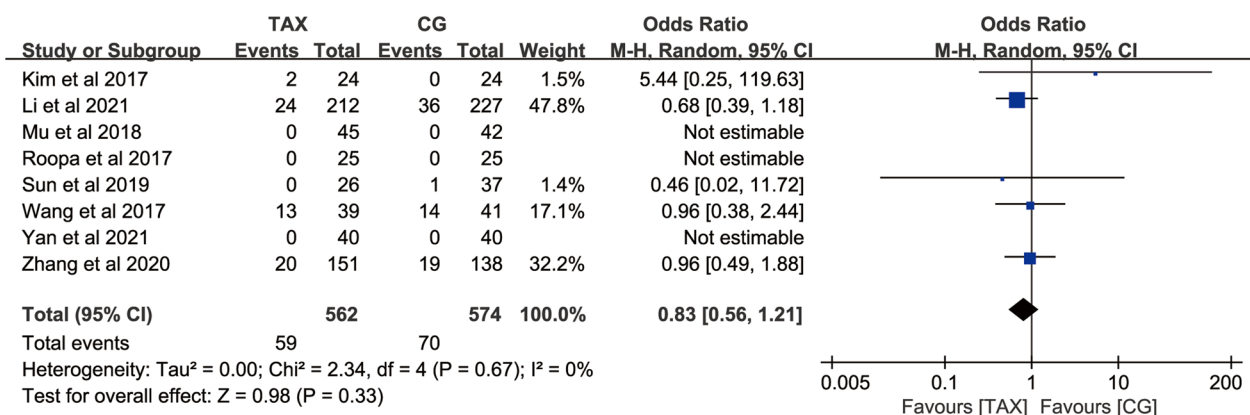 TAX CG Odds Ratio Odds Ratio
Study or Subgroup Events Total Events Total Weight M-H, Random, 95% CI M-H, Random, 95% CI
Kim et al 2017 2 24 0 24 1.5% 5.44 [0.25, 119.63]
Li et al 2021 24 212 36 227 47.8% 0.68 [0.39, 1.18]
Mu et al 2018 0 45 0 42 Not estimable
Roopa et al 2017 0 25 0 25 Not estimable
Sun et al 2019 0 26 1 37 1.4% 0.46 [0.02, 11.72]
Wang et al 2017 13 39 14 41 17.1% 0.96 [0.38, 2.44]
Yan et al 2021 0 40 0 40 Not estimable
Zhang et al 2020 20 151 19 138 32.2% 0.96 [0.49, 1.88]
Total (95% CI) 562 574 100.0% 0.83 [0.56, 1.21]
Total events 59 70
Heterogeneity: Tau² = 0.00; Chi² = 2.34, df = 4 (P = 0.67); I² = 0%
Test for overall effect: Z = 0.98 (P = 0.33)
0.005 0.1 1 10 200
Favours [TAX] Favours [CG]